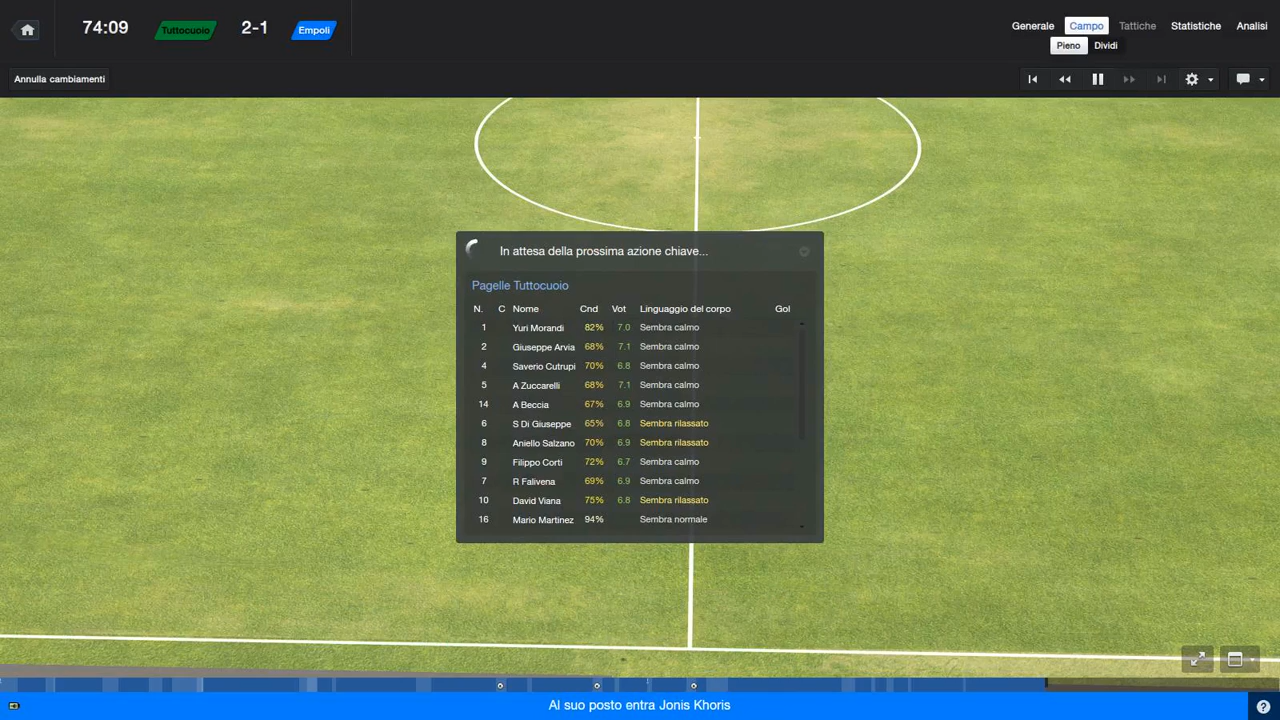 74:09 Tuttocuoio 2-1 Empoli
Generale Campo Tattiche Statistiche Analisi
Pieno Dividi
Annulla cambiamenti
In attesa della prossima azione chiave...
Pagelle Tuttocuoio
N. C Nome Cnd Vot Linguaggio del corpo Gol
1 Yuri Morandi 82% 7.0 Sembra calmo
2 Giuseppe Arvia 68% 7.1 Sembra calmo
4 Saverio Cutrupi 70% 6.8 Sembra calmo
5 A Zuccarelli 68% 7.1 Sembra calmo
14 A Beccia 67% 6.9 Sembra calmo
6 S Di Giuseppe 65% 6.8 Sembra rilassato
8 Aniello Salzano 70% 6.9 Sembra rilassato
9 Filippo Corti 72% 6.7 Sembra calmo
7 R Falivena 69% 6.9 Sembra calmo
10 David Viana 75% 6.8 Sembra rilassato
16 Mario Martinez 94% Sembra normale
Al suo posto entra Jonis Khoris